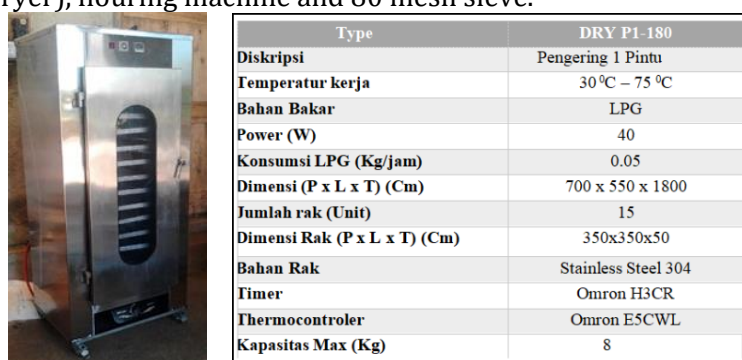 flouring machine and 80 mesh sieve.
Type DRY P1-180
Diskripsi Pengering 1 Pintu
Temperatur kerja 30 ⁰C – 75 ⁰C
Bahan Bakar LPG
Power (W) 40
Konsumsi LPG (Kg/jam) 0.05
Dimensi (P x L x T) (Cm) 700 x 550 x 1800
Jumlah rak (Unit) 15
Dimensi Rak (P x L x T) (Cm) 350x350x50
Bahan Rak Stainless Steel 304
Timer Omron H3CR
Thermocontroler Omron E5CWL
Kapasitas Max (Kg) 8